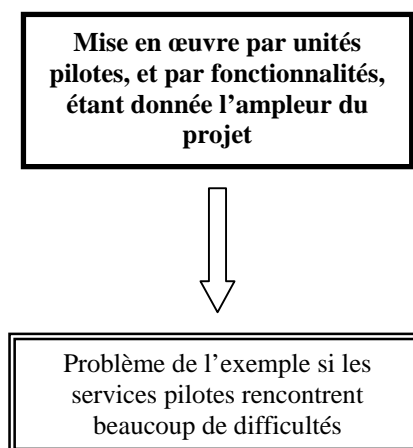 Mise en œuvre par unités
pilotes, et par fonctionnalités,
étant donnée l’ampleur du
projet
Problème de l’exemple si les
services pilotes rencontrent
beaucoup de difficultés